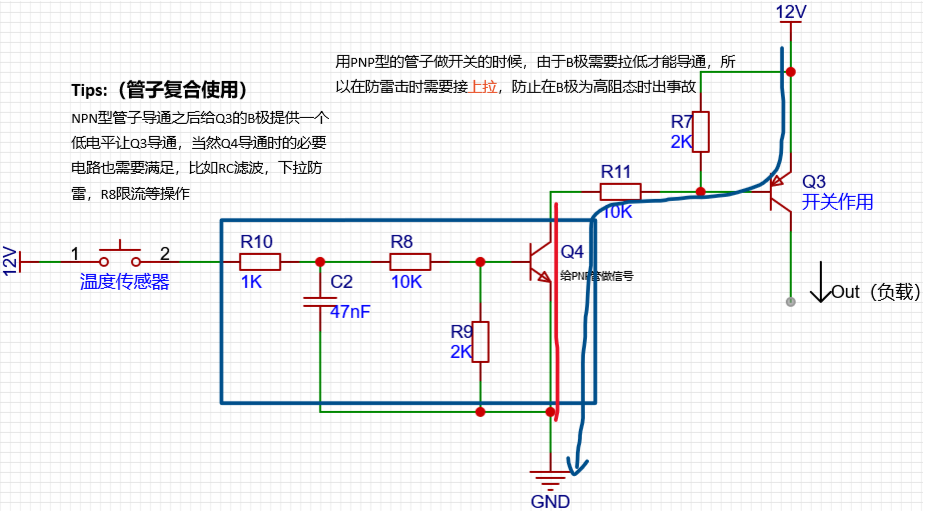 12V
用PNP型的管子做开关的时候，由于B极需要拉低才能导通，所
以在防雷击时需要接上拉，防止在B极为高阻态时出事故
Tips:（管子复合使用）
NPN型管子导通之后给Q3的B极提供一个
低电平让Q3导通，当然Q4导通时的必要
电路也需要满足，比如RC滤波，下拉防
雷，R8限流等操作
R7
2K
R11
10K
Q3
开关作用
12V
1
2
温度传感器
R10
1K
R8
10K
Q4
给PNP管做信号
C2
47nF
R9
2K
Out（负载）
GND